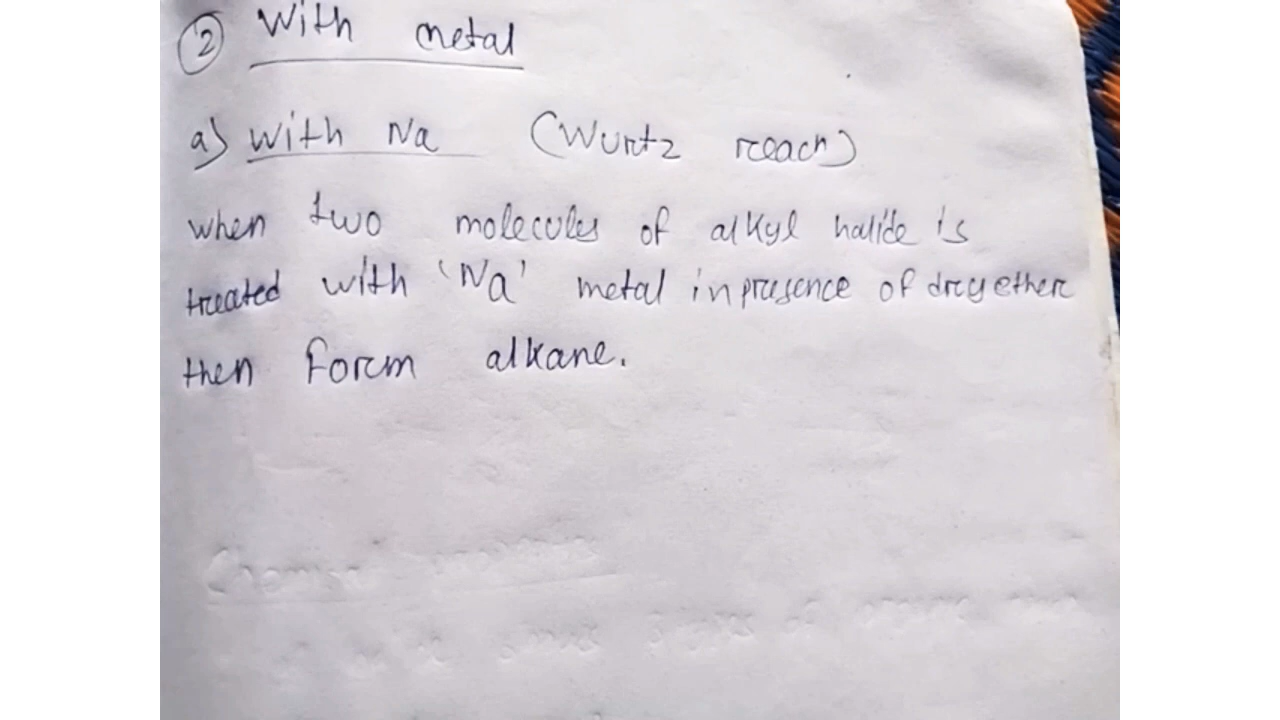 ② With metal
a) With Na (Wurtz reacn)
when two molecules of alkyl halide is
treated with 'Na' metal in presence of dry ether
then form alkane.